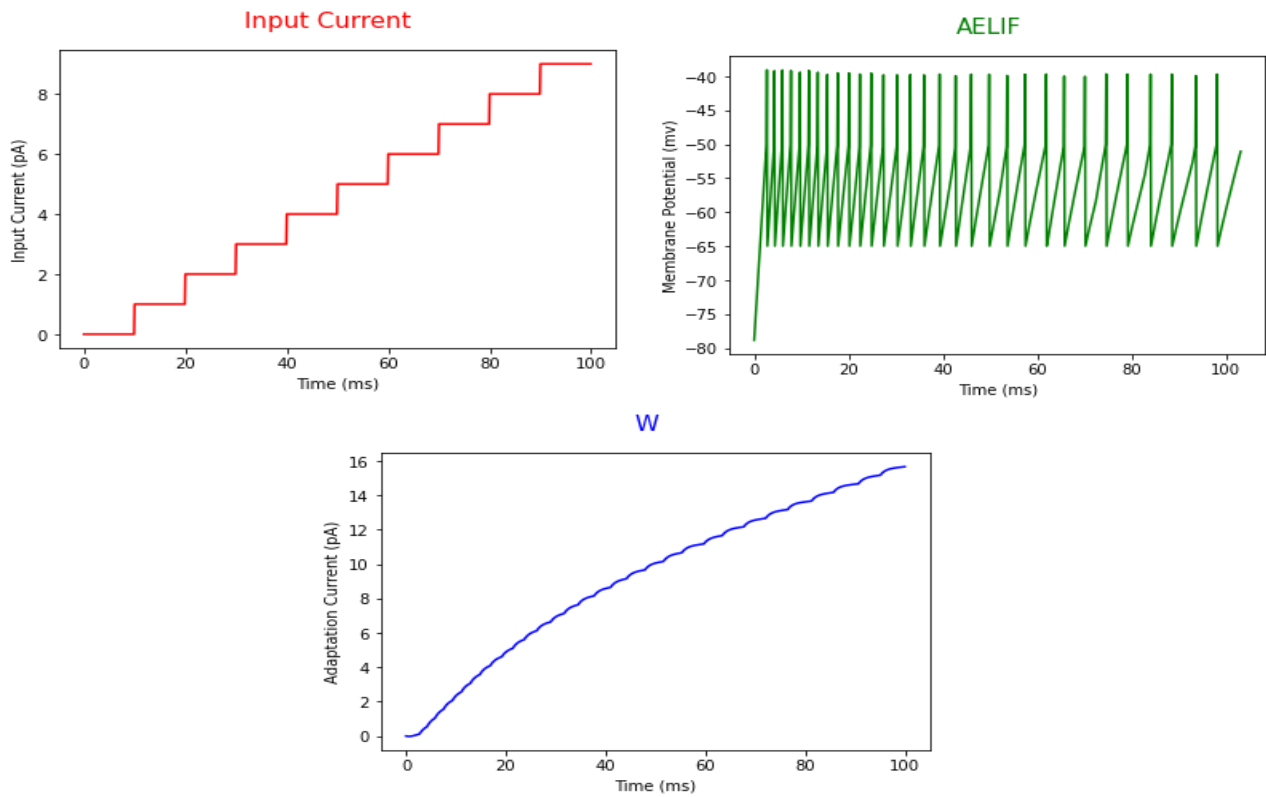 Input Current
Input Current (pA)
8
6
4
2
0
0 20 40 60 80 100
Time (ms)
AELIF
Membrane Potential (mv)
−40
−45
−50
−55
−60
−65
−70
−75
−80
0 20 40 60 80 100
Time (ms)
W
Adaptation Current (pA)
16
14
12
10
8
6
4
2
0
0 20 40 60 80 100
Time (ms)